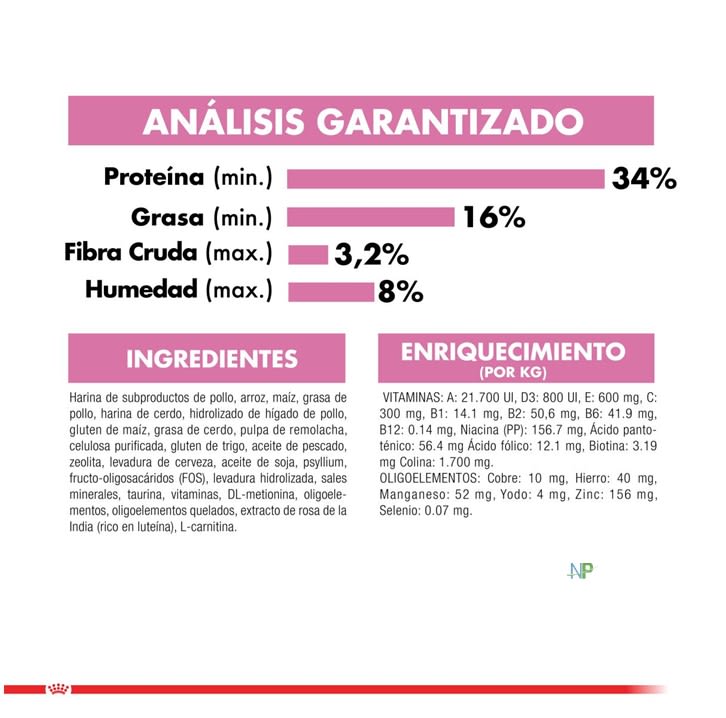 ANÁLISIS GARANTIZADO
Proteína (min.) 34%
Grasa (min.) 16%
Fibra Cruda (max.) 3,2%
Humedad (max.) 8%
INGREDIENTES
Harina de subproductos de pollo, arroz, maíz, grasa de
pollo, harina de cerdo, hidrolizado de hígado de pollo,
gluten de maíz, grasa de cerdo, pulpa de remolacha,
celulosa purificada, gluten de trigo, aceite de pescado,
zeolita, levadura de cerveza, aceite de soja, psyllium,
fructo-oligosacáridos (FOS), levadura hidrolizada, sales
minerales, taurina, vitaminas, DL-metionina, oligoele-
mentos, oligoelementos quelados, extracto de rosa de la
India (rico en luteína), L-carnitina.
ENRIQUECIMIENTO
(POR KG)
VITAMINAS: A: 21.700 UI, D3: 800 UI, E: 600 mg, C:
300 mg, B1: 14.1 mg, B2: 50,6 mg, B6: 41.9 mg,
B12: 0.14 mg, Niacina (PP): 156.7 mg, Ácido panto-
ténico: 56.4 mg Ácido fólico: 12.1 mg, Biotina: 3.19
mg Colina: 1.700 mg.
OLIGOELEMENTOS: Cobre: 10 mg, Hierro: 40 mg,
Manganeso: 52 mg, Yodo: 4 mg, Zinc: 156 mg,
Selenio: 0.07 mg.
NP